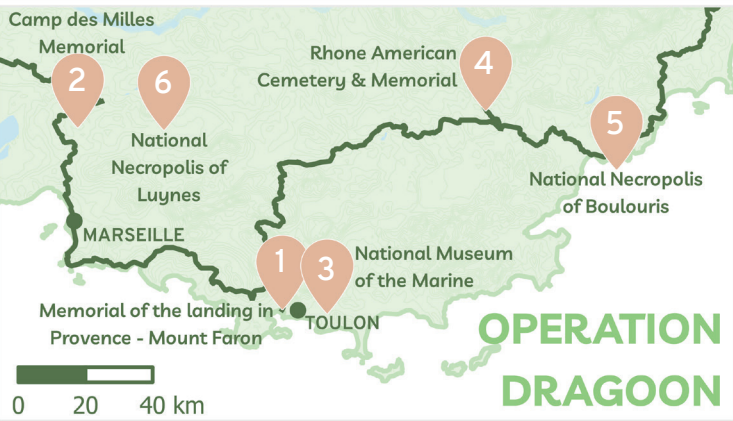 Camp des Milles
Memorial
2
6
Rhone American
Cemetery & Memorial
4
5
National
Necropolis of
Luynes
National Necropolis
of Boulouris
MARSEILLE
1
3
National Museum
of the Marine
Memorial of the landing in
Provence - Mount Faron
TOULON
OPERATION
DRAGOON
0 20 40 km